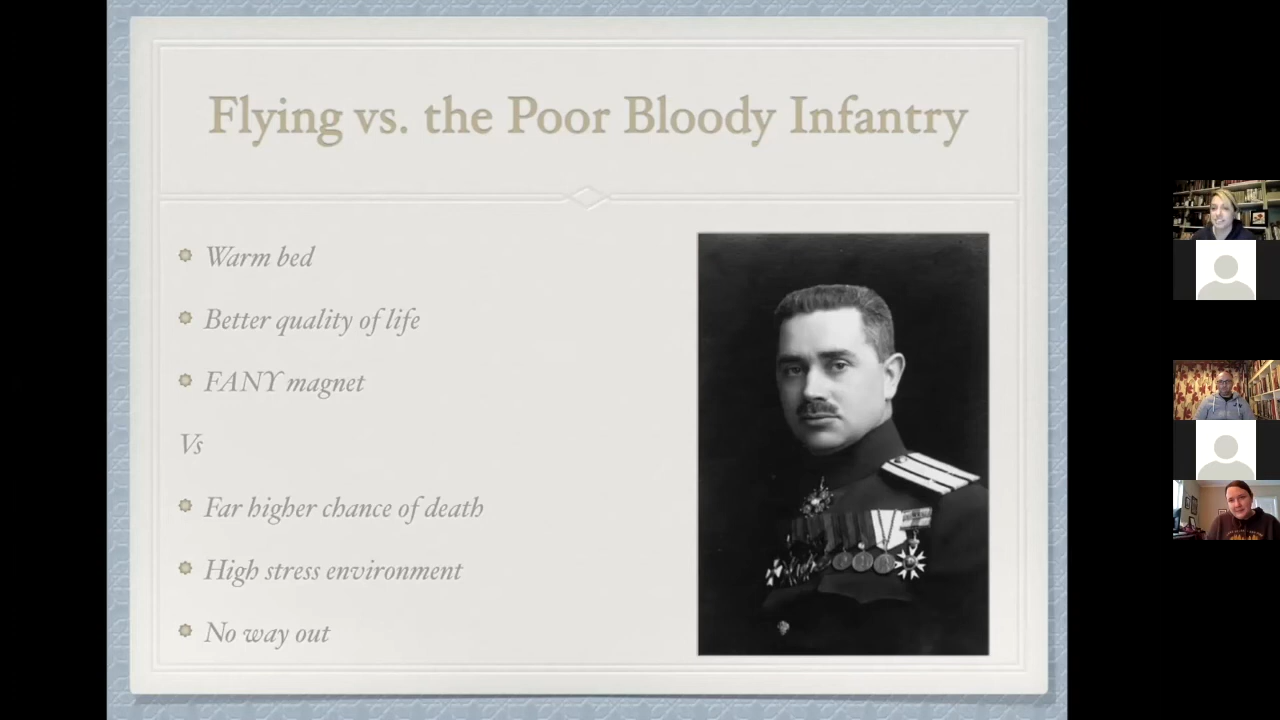 Flying vs. the Poor Bloody Infantry
Warm bed
Better quality of life
FANY magnet
Vs
Far higher chance of death
High stress environment
No way out